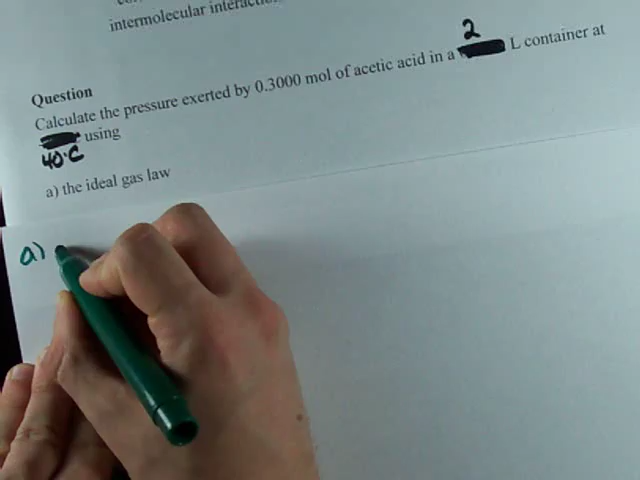 intermolecular
Question
2
Calculate the pressure exerted by 0.3000 mol of acetic acid in a L container at
using
40°C
a) the ideal gas law
a)